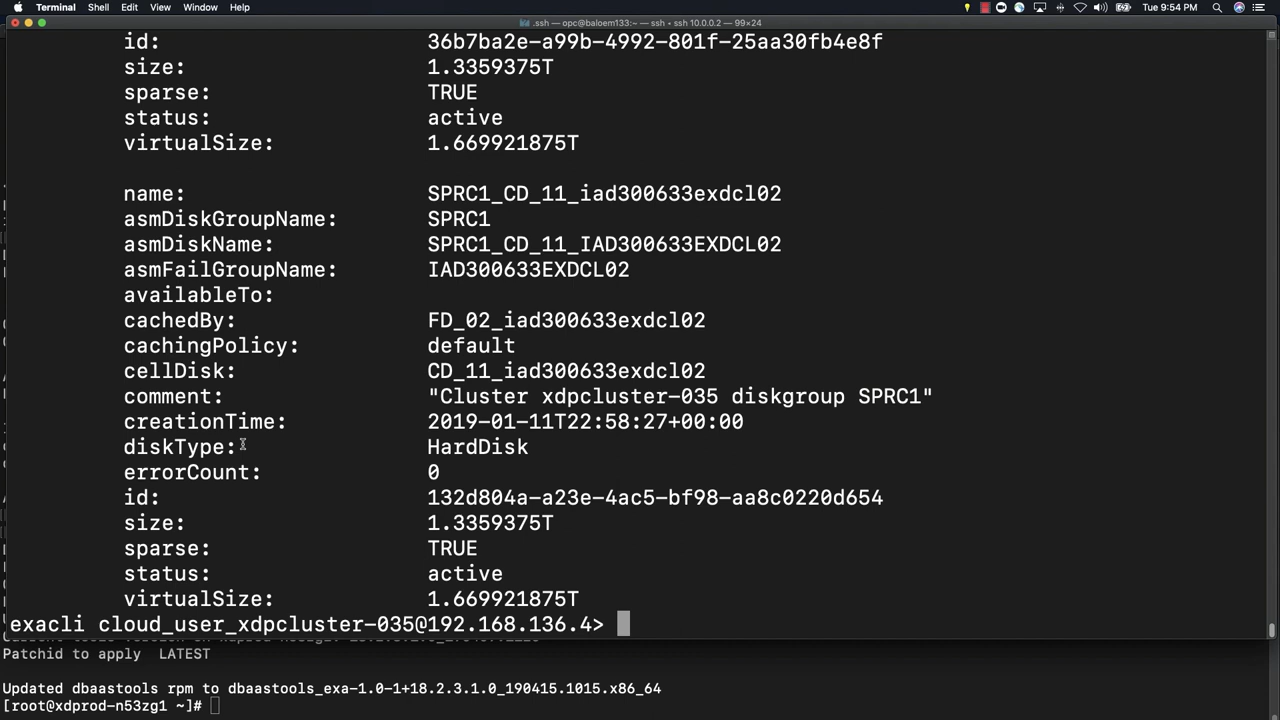 Terminal Shell Edit View Window Help Tue 9:54 PM
.ssh — opc@baloem133:~ — ssh • ssh 10.0.0.2 — 99×24
id: 36b7ba2e-a99b-4992-801f-25aa30fb4e8f
size: 1.3359375T
sparse: TRUE
status: active
virtualSize: 1.669921875T
name: SPRC1_CD_11_iad300633exdcl02
asmDiskGroupName: SPRC1
asmDiskName: SPRC1_CD_11_IAD300633EXDCL02
asmFailGroupName: IAD300633EXDCL02
availableTo:
cachedBy: FD_02_iad300633exdcl02
cachingPolicy: default
cellDisk: CD_11_iad300633exdcl02
comment: "Cluster xdpcluster-035 diskgroup SPRC1"
creationTime: 2019-01-11T22:58:27+00:00
diskType: HardDisk
errorCount: 0
id: 132d804a-a23e-4ac5-bf98-aa8c0220d654
size: 1.3359375T
sparse: TRUE
status: active
virtualSize: 1.669921875T
exacli cloud_user_xdpcluster-035@192.168.136.4>
Patchid to apply LATEST
Updated dbaastools rpm to dbaastools_exa-1.0-1+18.2.3.1.0_190415.1015.x86_64
[root@xdprod-n53zg1 ~]#